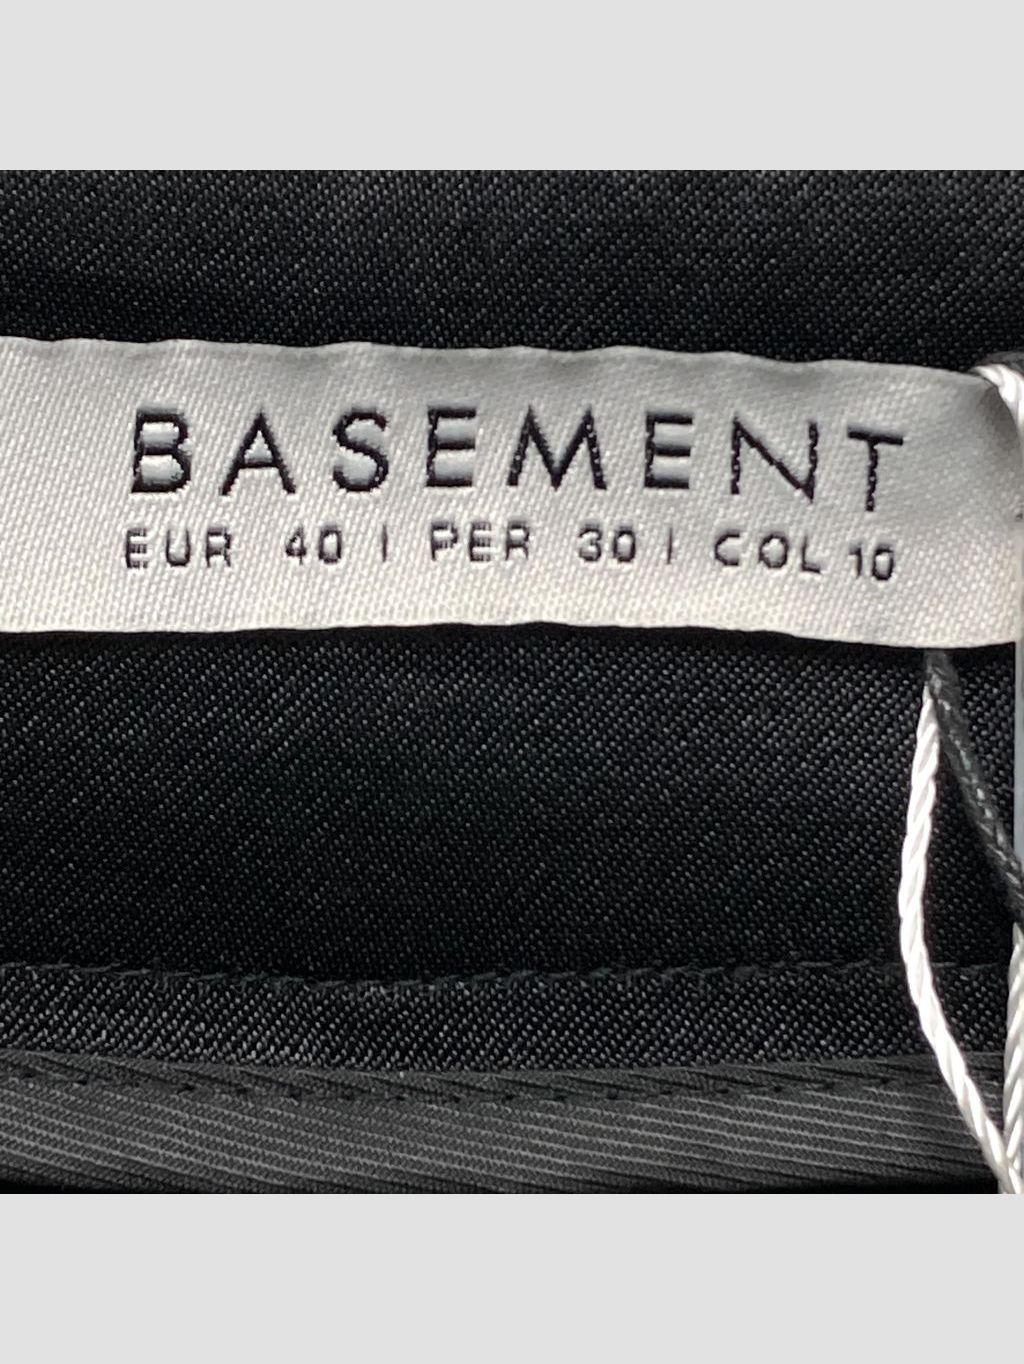 BASEMENT
EUR 40 | PER 30 | COL 10